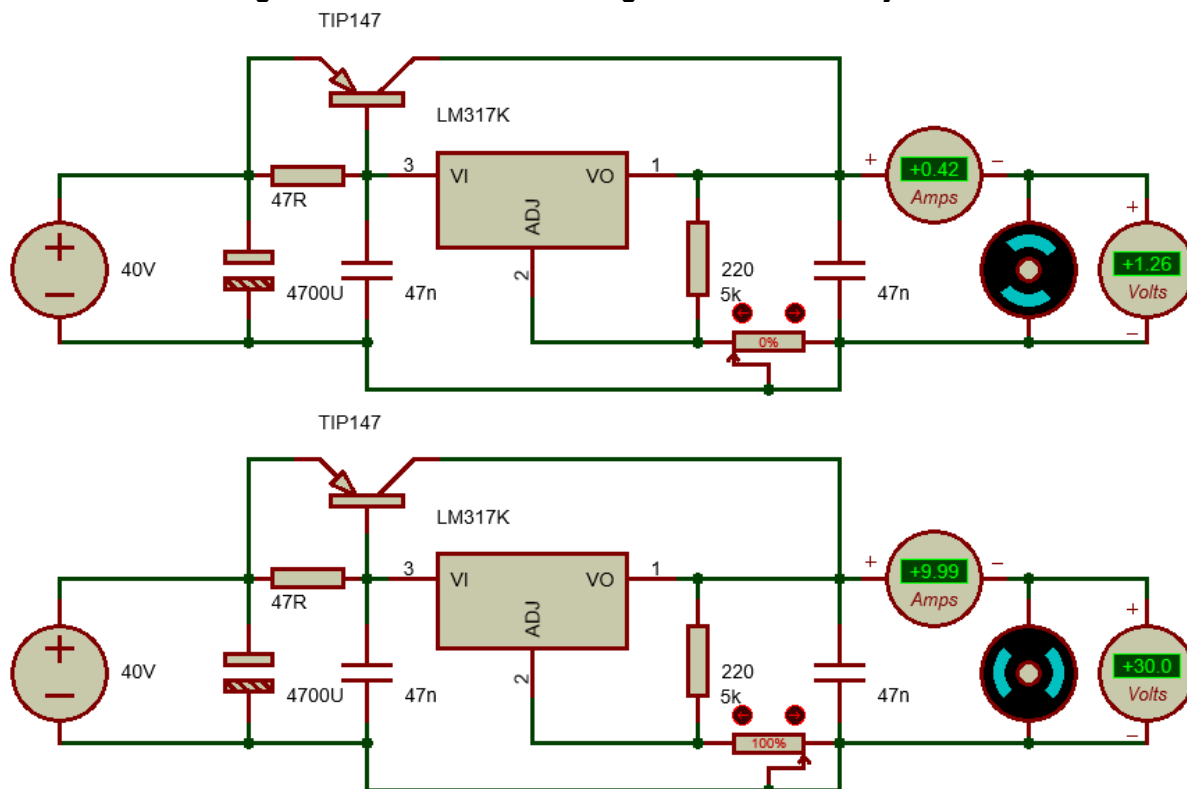 TIP147
LM317K
3
VI
VO
1
+
+0.42
−
Amps
47R
ADJ
+
40V
4700U
47n
2
220
5k
47n
+
+1.26
Volts
−
0%
TIP147
LM317K
3
VI
VO
1
+
+9.99
−
Amps
47R
ADJ
+
40V
4700U
47n
2
220
5k
47n
+
+30.0
Volts
−
100%